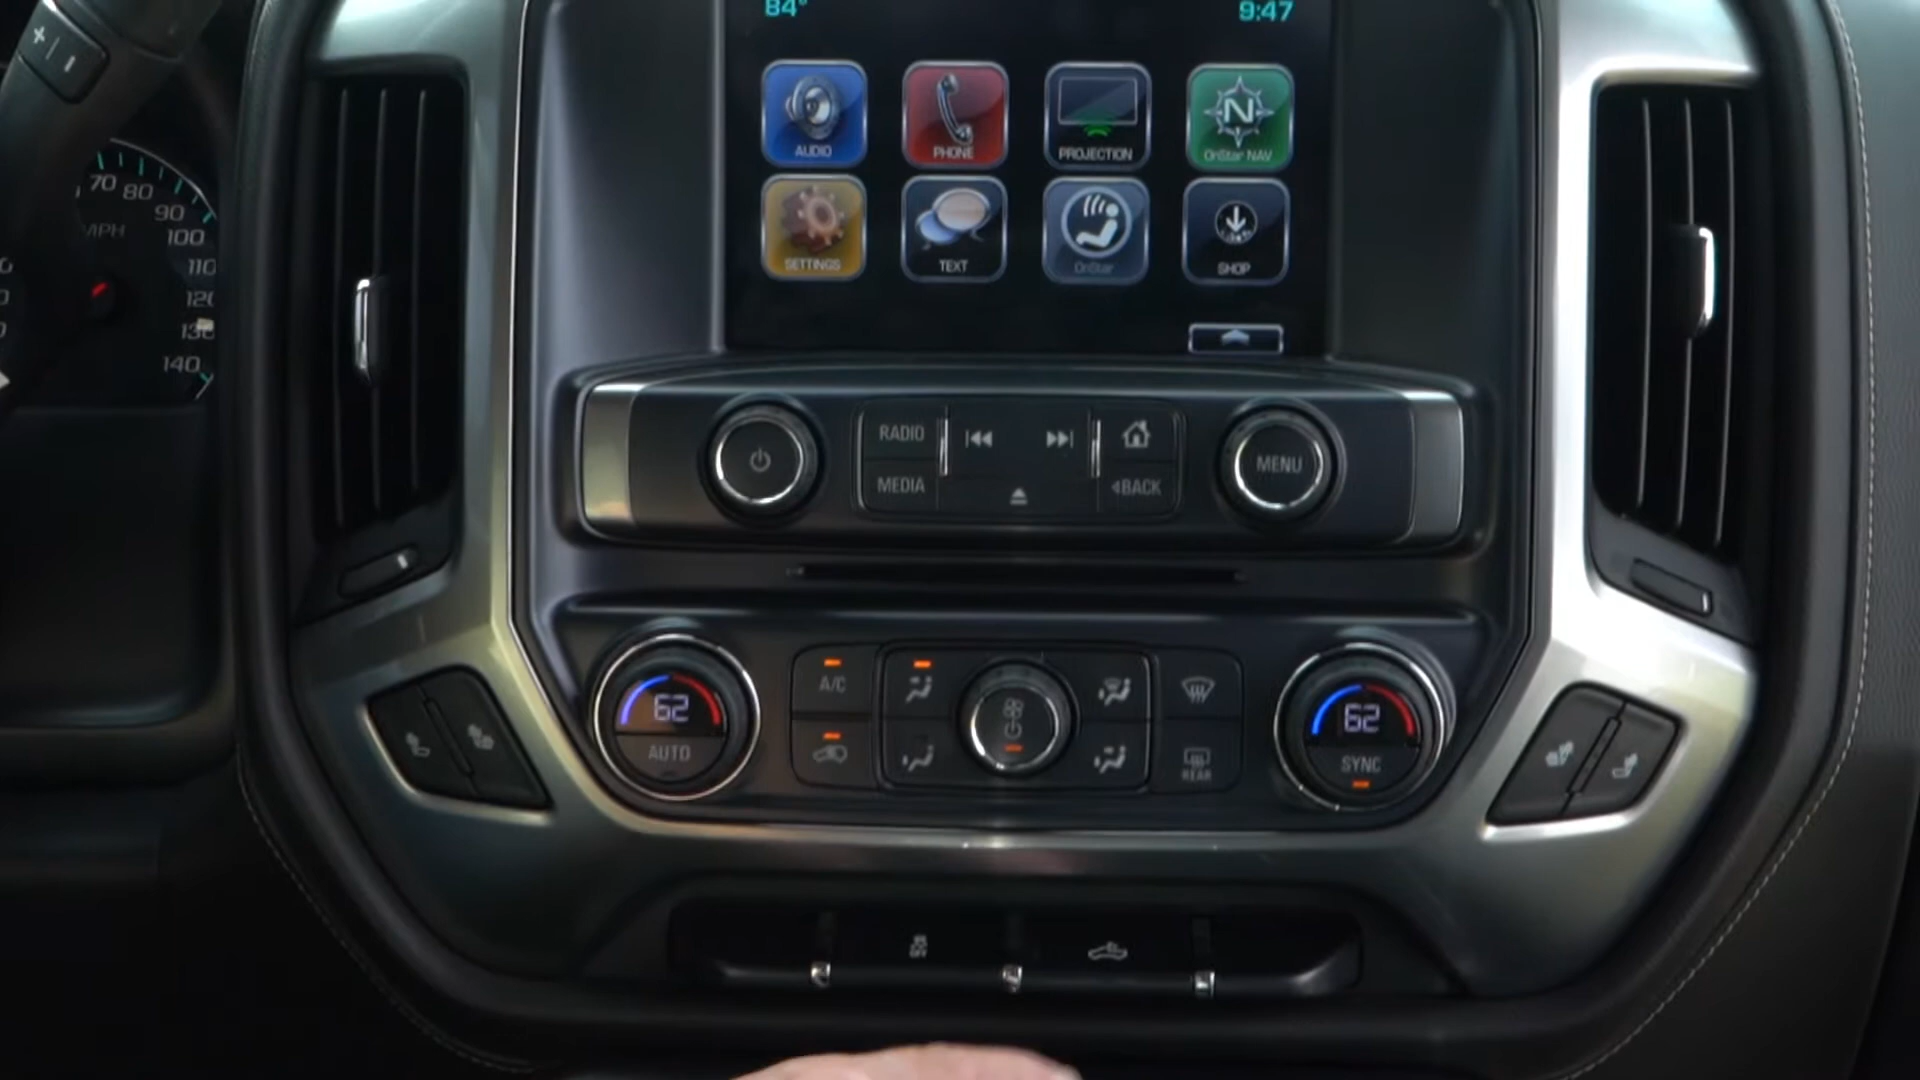 84°
9:47
AUDIO
PHONE
PROJECTION
N
OnStar NAV
SETTINGS
TEXT
OnStar
SHOP
70
80
90
100
110
MPH
140
RADIO
MEDIA
BACK
MENU
62
AUTO
A/C
REAR
62
SYNC